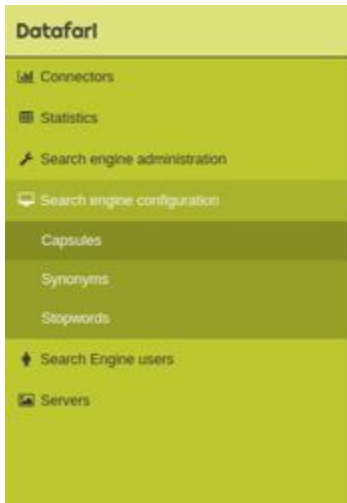 Datafari
Connectors
Statistics
Search engine administration
Search engine configuration
Capsules
Synonyms
Stopwords
Search Engine users
Servers